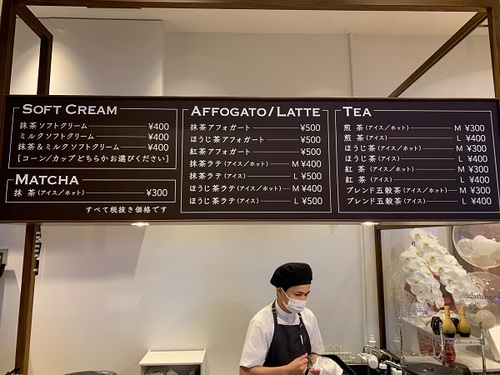 SOFT CREAM
抹茶ソフトクリーム ¥400
ミルクソフトクリーム ¥400
抹茶&ミルクソフトクリーム ¥400
[コーン/カップどちらかお選びください]
MATCHA
抹 茶(アイス/ホット) ¥300
すべて税抜き価格です
AFFOGATO/LATTE
抹茶アフォガート ¥500
ほうじ茶アフォガート ¥500
紅茶アフォガート ¥500
抹茶ラテ(アイス/ホット) M ¥400
抹茶ラテ(アイス) L ¥500
ほうじ茶ラテ(アイス/ホット) M ¥400
ほうじ茶ラテ(アイス) L ¥500
TEA
煎 茶(アイス/ホット) M ¥300
煎 茶(アイス) L ¥400
ほうじ茶(アイス/ホット) M ¥300
ほうじ茶(アイス) L ¥400
紅 茶(アイス/ホット) M ¥300
紅 茶(アイス) L ¥400
ブレンド五穀茶(アイス/ホット) M ¥300
ブレンド五穀茶(アイス) L ¥400